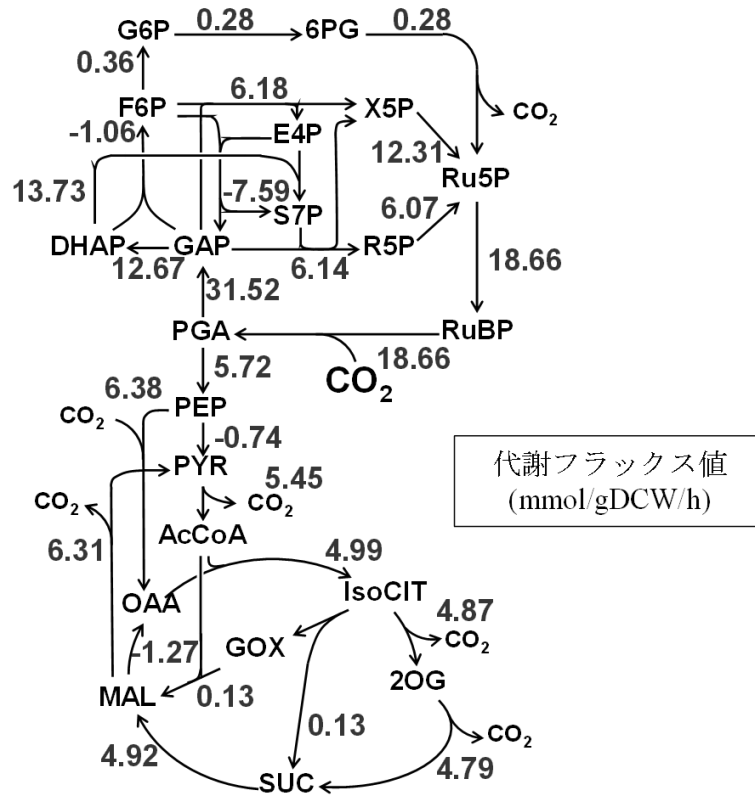 G6P 0.28 6PG 0.28
0.36
F6P 6.18 X5P CO2
-1.06 E4P 12.31
Ru5P
13.73 -7.59 6.07
S7P
DHAP GAP R5P
12.67 6.14 18.66
31.52
PGA RuBP
18.66
5.72 CO2
6.38
CO2 PEP
-0.74
PYR
5.45
CO2 CO2
AcCoA
6.31 4.99
OAA IsoCIT
4.87
-1.27 GOX CO2
2OG
MAL 0.13
0.13 CO2
4.92 4.79
SUC
代謝フラックス値
(mmol/gDCW/h)